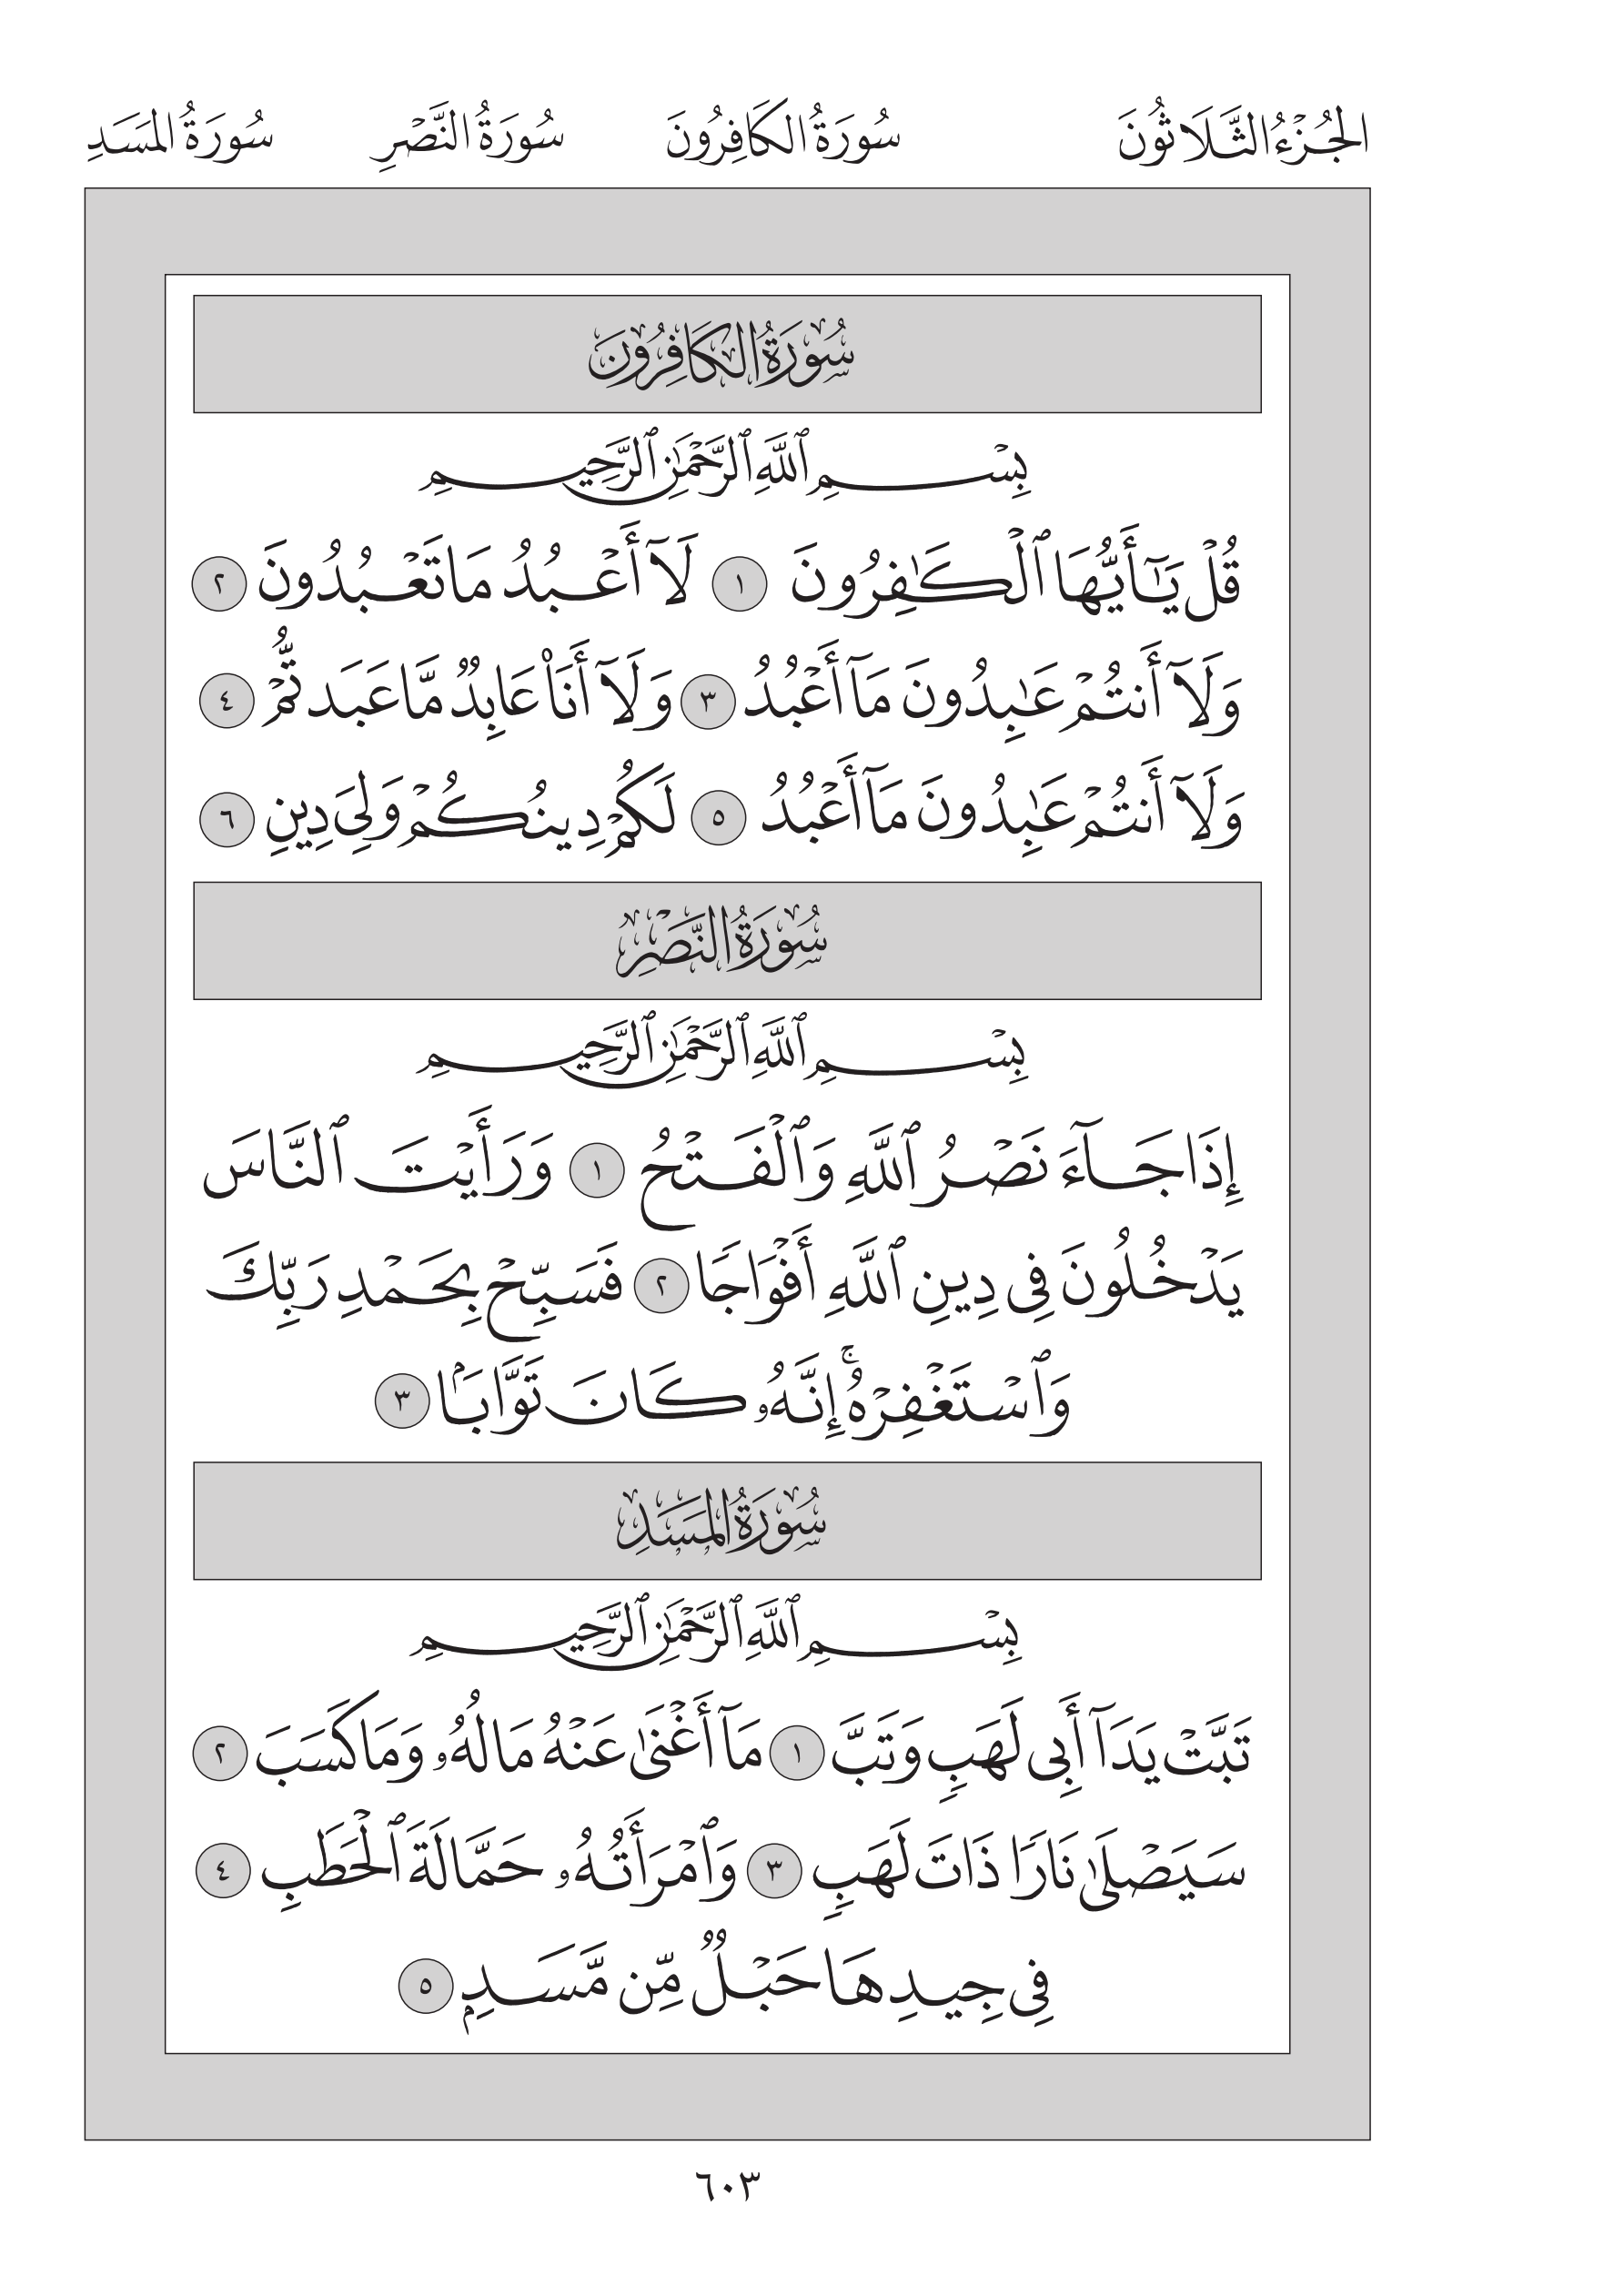 الجُزْءُ الثَّلَاثُونَ سُورَةُ الكَافِرُونَ سُورَةُ النَّصْرِ سُورَةُ المَسَدِ
سُورَةُ الكَافِرُونَ
بِسْمِ ٱللَّهِ ٱلرَّحْمَٰنِ ٱلرَّحِيمِ
قُلْ يَٰٓأَيُّهَا ٱلْكَٰفِرُونَ ١ لَآ أَعْبُدُ مَا تَعْبُدُونَ ٢
وَلَآ أَنتُمْ عَٰبِدُونَ مَآ أَعْبُدُ ٣ وَلَآ أَنَا۠ عَابِدٌ مَّا عَبَدتُّمْ ٤
وَلَآ أَنتُمْ عَٰبِدُونَ مَآ أَعْبُدُ ٥ لَكُمْ دِينُكُمْ وَلِيَ دِينِ ٦
سُورَةُ النَّصْرِ
بِسْمِ ٱللَّهِ ٱلرَّحْمَٰنِ ٱلرَّحِيمِ
إِذَا جَآءَ نَصْرُ ٱللَّهِ وَٱلْفَتْحُ ١ وَرَأَيْتَ ٱلنَّاسَ
يَدْخُلُونَ فِى دِينِ ٱللَّهِ أَفْوَاجًا ٢ فَسَبِّحْ بِحَمْدِ رَبِّكَ
وَٱسْتَغْفِرْهُ ۚ إِنَّهُۥ كَانَ تَوَّابًۢا ٣
سُورَةُ المَسَدِ
بِسْمِ ٱللَّهِ ٱلرَّحْمَٰنِ ٱلرَّحِيمِ
تَبَّتْ يَدَآ أَبِى لَهَبٍ وَتَبَّ ١ مَآ أَغْنَىٰ عَنْهُ مَالُهُۥ وَمَا كَسَبَ ٢
سَيَصْلَىٰ نَارًا ذَاتَ لَهَبٍ ٣ وَٱمْرَأَتُهُۥ حَمَّالَةَ ٱلْحَطَبِ ٤
فِى جِيدِهَا حَبْلٌ مِّن مَّسَدٍۭ ٥
٦٠٣